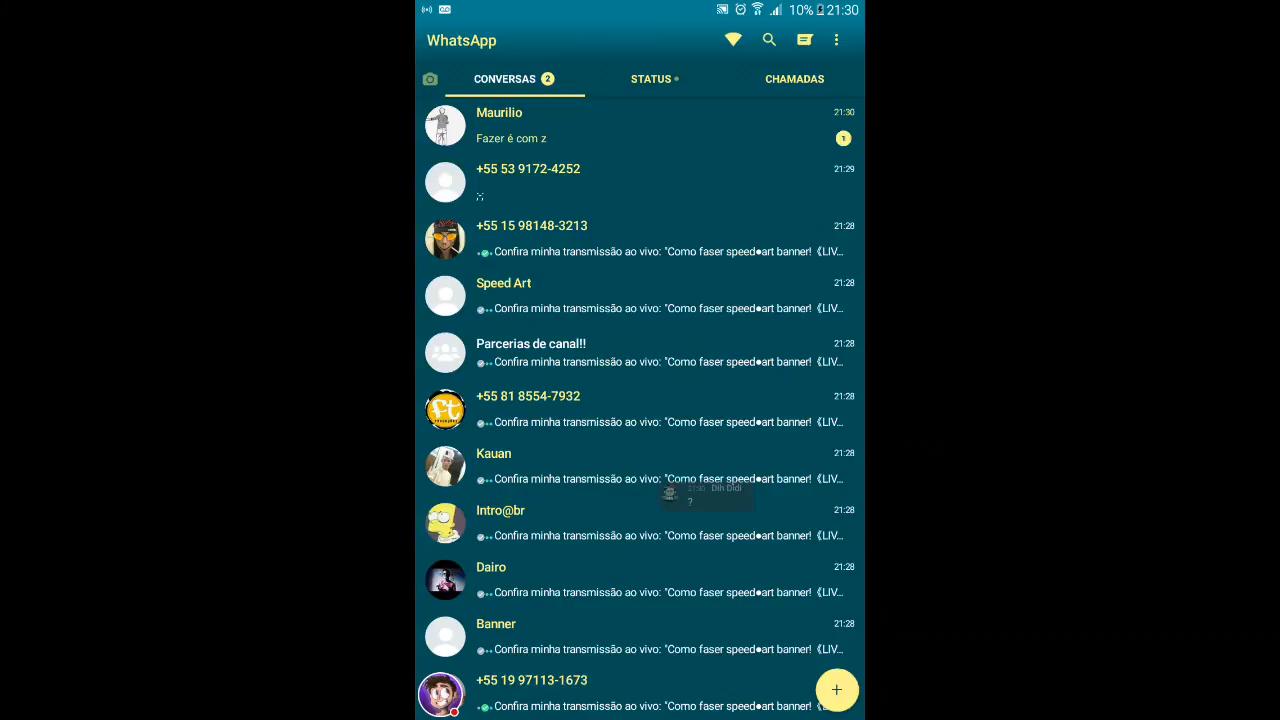 10% 21:30
WhatsApp
CONVERSAS 2
STATUS
CHAMADAS
Maurilio 21:30
Fazer é com z 1
+55 53 9172-4252 21:29
;-;
+55 15 98148-3213 21:28
Confira minha transmissão ao vivo: "Como faser speed●art banner!《LIV...
Speed Art 21:28
Confira minha transmissão ao vivo: "Como faser speed●art banner!《LIV...
Parcerias de canal!! 21:28
Confira minha transmissão ao vivo: "Como faser speed●art banner!《LIV...
+55 81 8554-7932 21:28
ft
Confira minha transmissão ao vivo: "Como faser speed●art banner!《LIV...
Kauan 21:28
Confira minha transmissão ao vivo: "Como faser speed●art banner!《LIV...
21:30 Dih Didi
?
Intro@br 21:28
Confira minha transmissão ao vivo: "Como faser speed●art banner!《LIV...
Dairo 21:28
Confira minha transmissão ao vivo: "Como faser speed●art banner!《LIV...
Banner 21:28
Confira minha transmissão ao vivo: "Como faser speed●art banner!《LIV...
+55 19 97113-1673
Confira minha transmissão ao vivo: "Como faser speed●art banner!《LIV...